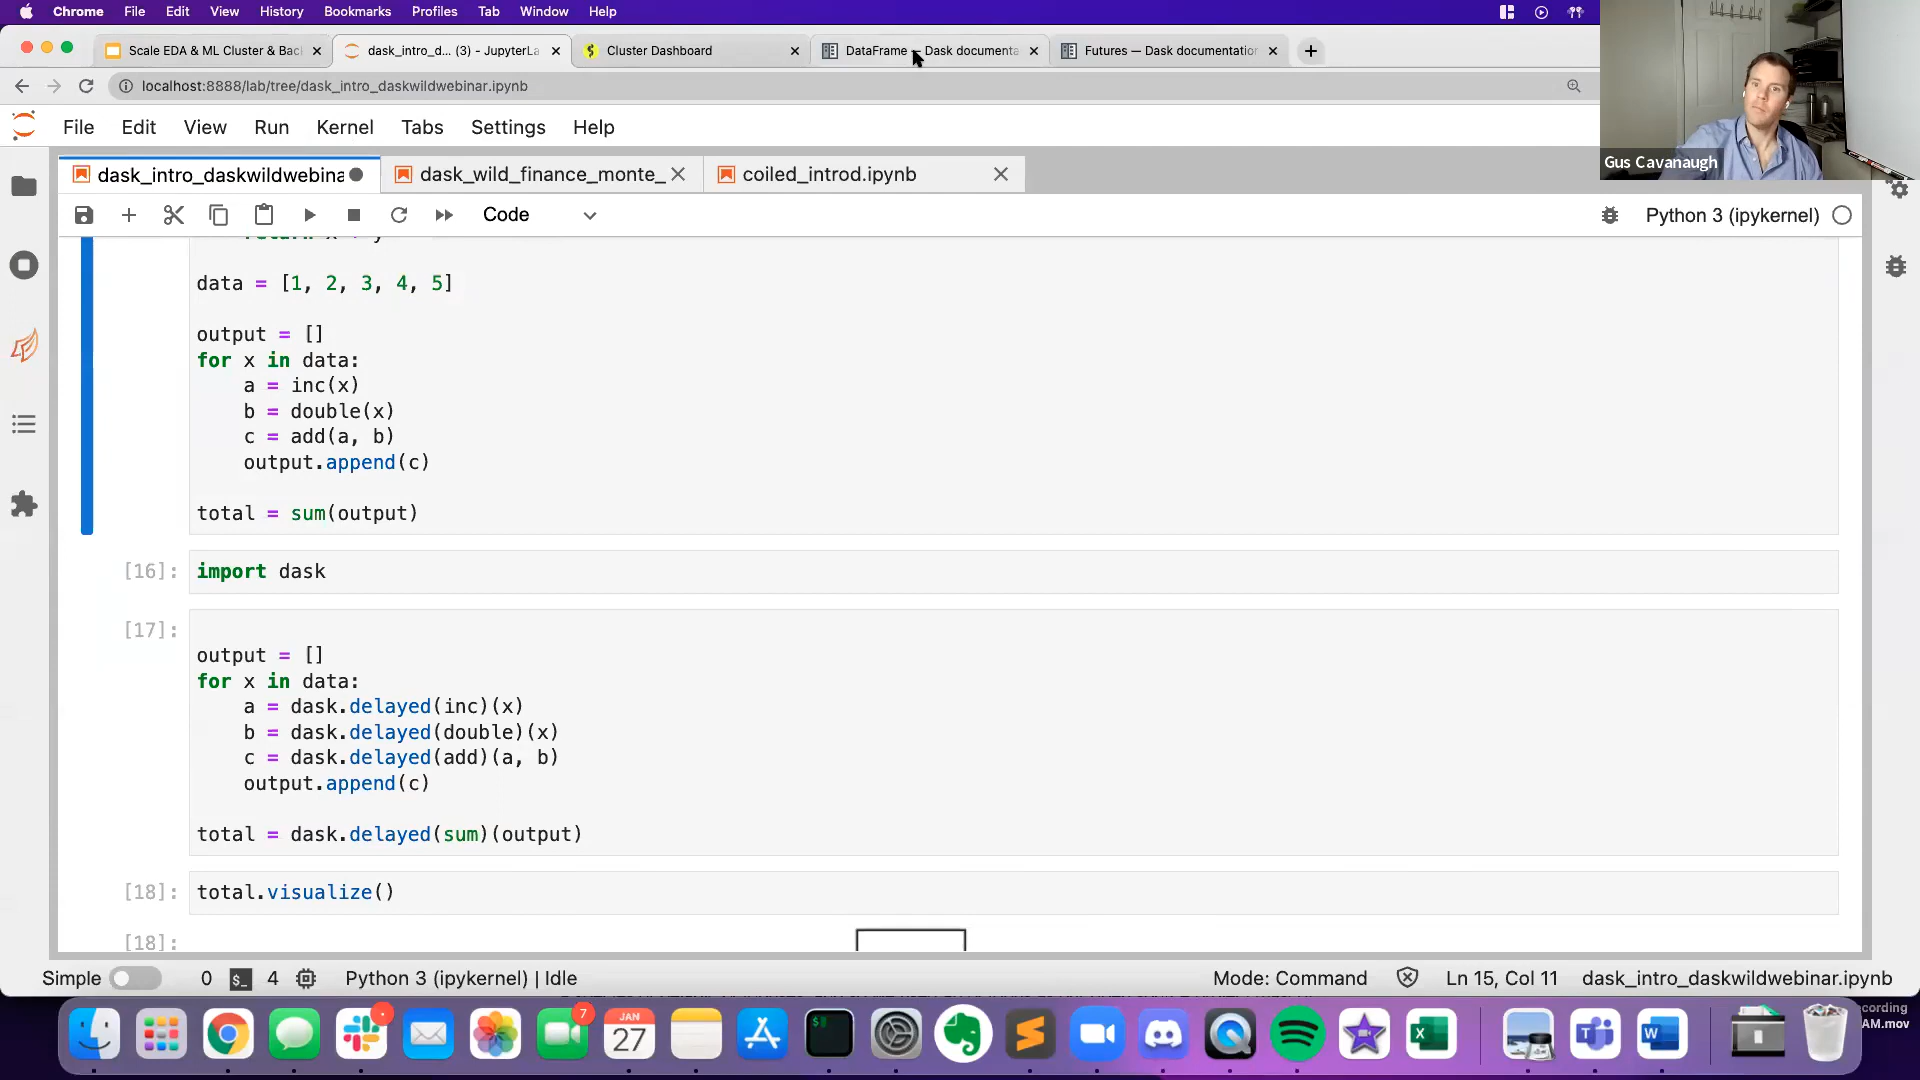 Chrome File Edit View History Bookmarks Profiles Tab Window Help
Scale EDA & ML Cluster & Bac
dask_intro_d... (3) - JupyterLa
Cluster Dashboard
DataFrame — Dask documenta
Futures — Dask documentation
localhost:8888/lab/tree/dask_intro_daskwildwebinar.ipynb
Gus Cavanaugh
File Edit View Run Kernel Tabs Settings Help
dask_intro_daskwildwebina
dask_wild_finance_monte_
coiled_introd.ipynb
Code
Python 3 (ipykernel)
data = [1, 2, 3, 4, 5]
output = []
for x in data:
a = inc(x)
b = double(x)
c = add(a, b)
output.append(c)
total = sum(output)
[16]: import dask
[17]:
output = []
for x in data:
a = dask.delayed(inc)(x)
b = dask.delayed(double)(x)
c = dask.delayed(add)(a, b)
output.append(c)
total = dask.delayed(sum)(output)
[18]: total.visualize()
[18]:
Simple 0 $_ 4 Python 3 (ipykernel) | Idle
Mode: Command Ln 15, Col 11 dask_intro_daskwildwebinar.ipynb
7
JAN
27
$
X
W
cording
AM.mov